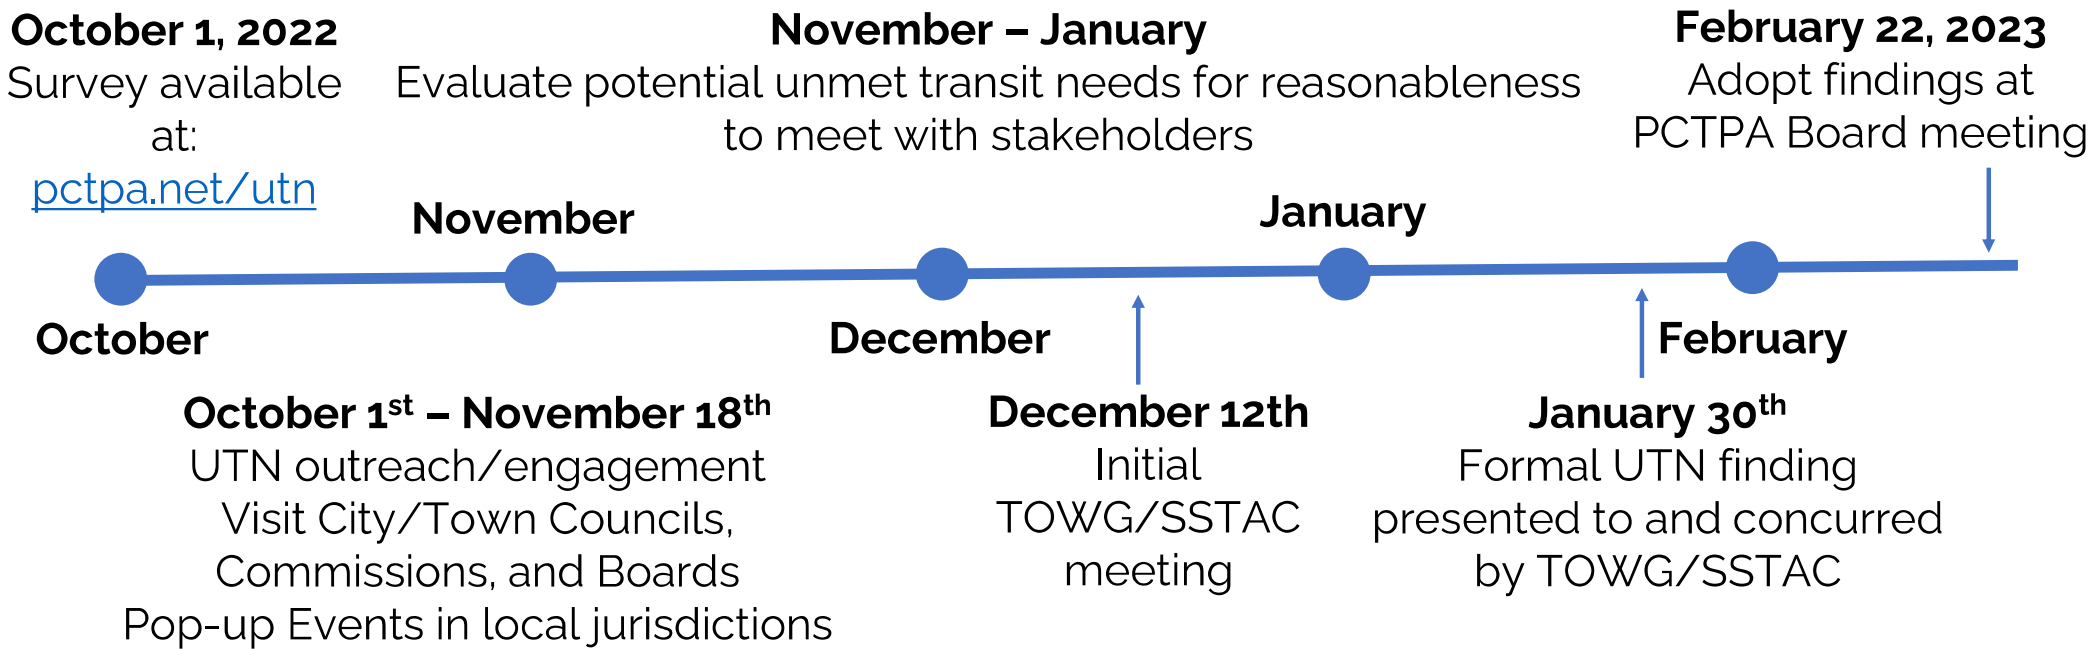 October 1, 2022
Survey available
at:
pctpa.net/utn
November – January
Evaluate potential unmet transit needs for reasonableness
to meet with stakeholders
February 22, 2023
Adopt findings at
PCTPA Board meeting
November
January
October
December
February
October 1st – November 18th
UTN outreach/engagement
Visit City/Town Councils,
Commissions, and Boards
Pop-up Events in local jurisdictions
December 12th
Initial
TOWG/SSTAC
meeting
January 30th
Formal UTN finding
presented to and concurred
by TOWG/SSTAC